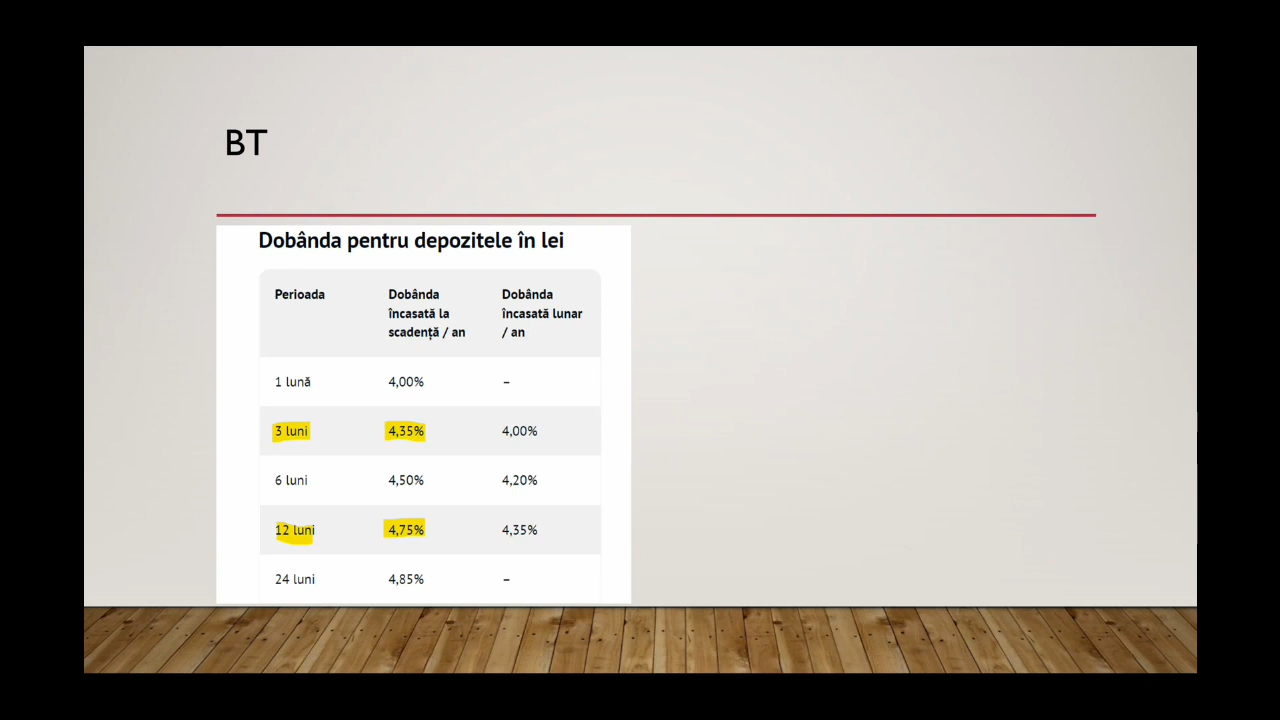 BT
Dobânda pentru depozitele în lei
Perioada Dobânda încasată la scadență / an Dobânda încasată lunar / an
1 lună 4,00% –
3 luni 4,35% 4,00%
6 luni 4,50% 4,20%
12 luni 4,75% 4,35%
24 luni 4,85% –